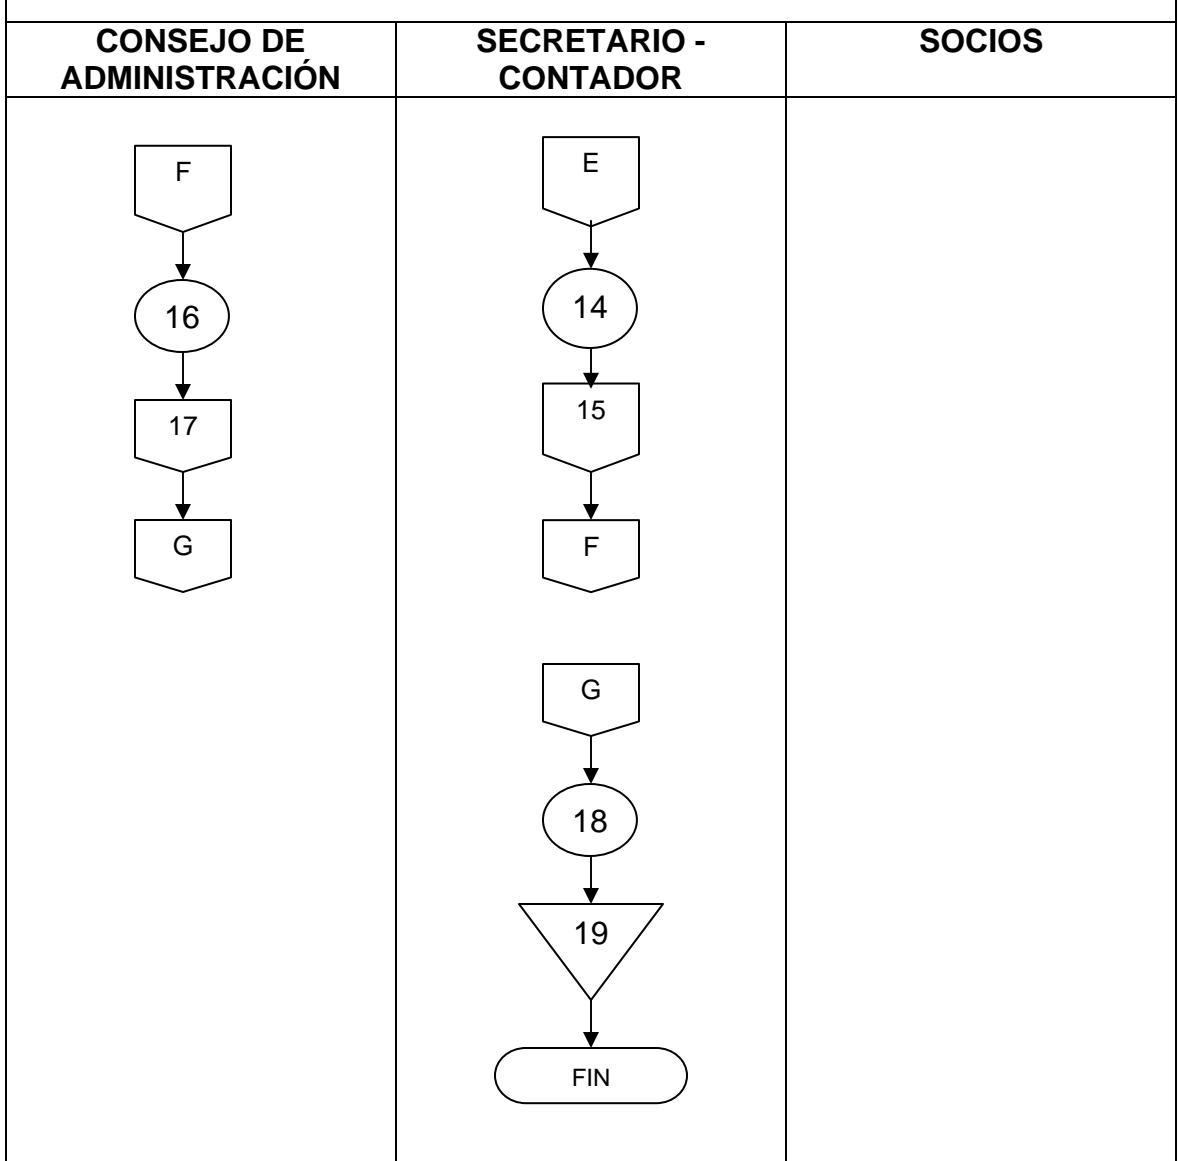 CONSEJO DE
ADMINISTRACIÓN
SECRETARIO -
CONTADOR
SOCIOS
F
16
17
G
E
14
15
F
G
18
19
FIN